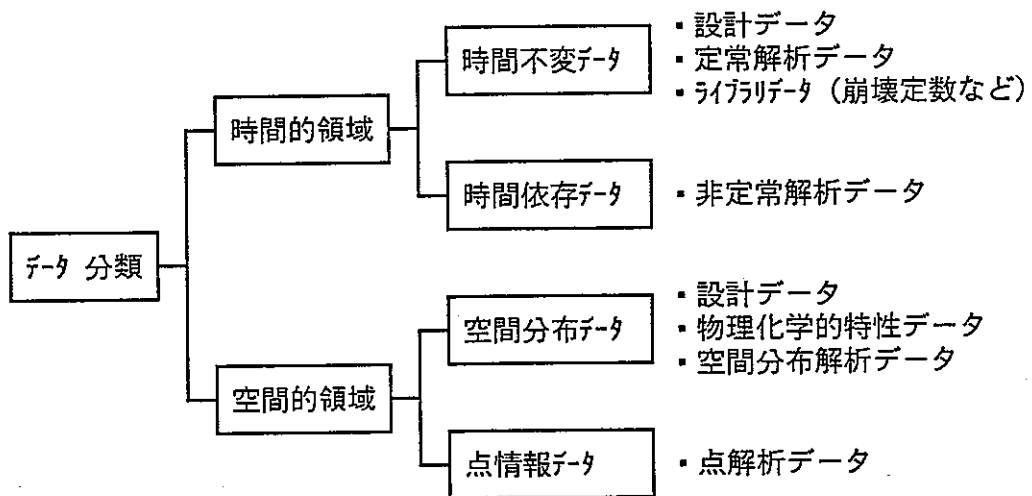 ・設計データ
時間不変ﾃﾞｰﾀ ・定常解析データ
・ﾗｲﾌﾞﾗﾘﾃﾞｰﾀ（崩壊定数など）
時間的領域
時間依存ﾃﾞｰﾀ ・非定常解析データ
ﾃﾞｰﾀ 分類
・設計データ
空間分布ﾃﾞｰﾀ ・物理化学的特性データ
・空間分布解析データ
空間的領域
点情報ﾃﾞｰﾀ ・点解析データ